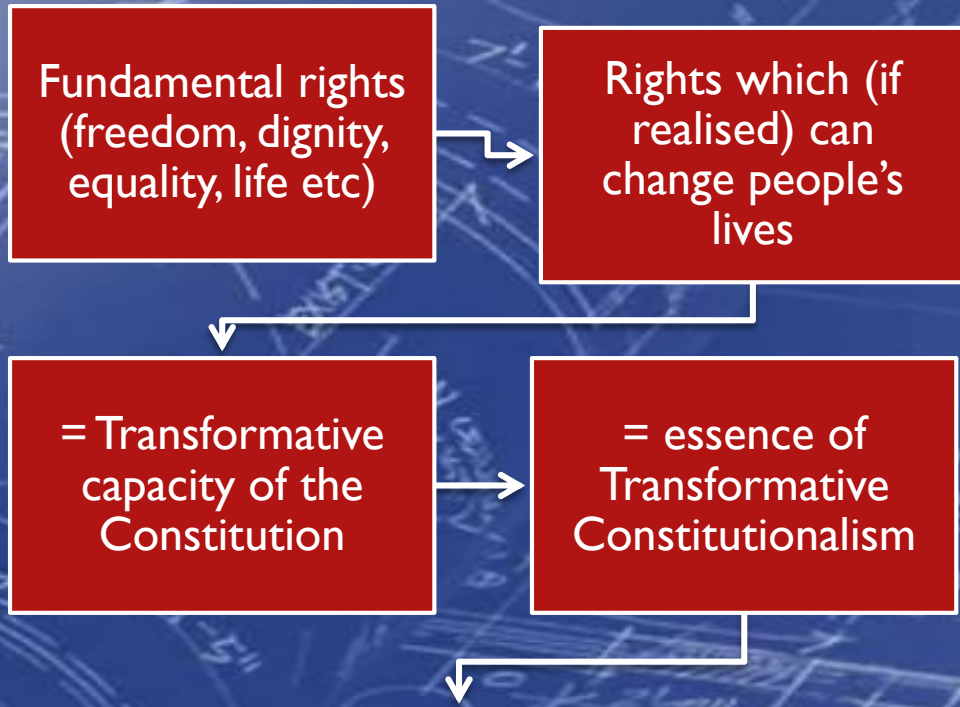 Fundamental rights
(freedom, dignity,
equality, life etc)
Rights which (if
realised) can
change people's
lives
= Transformative
capacity of the
Constitution
= essence of
Transformative
Constitutionalism